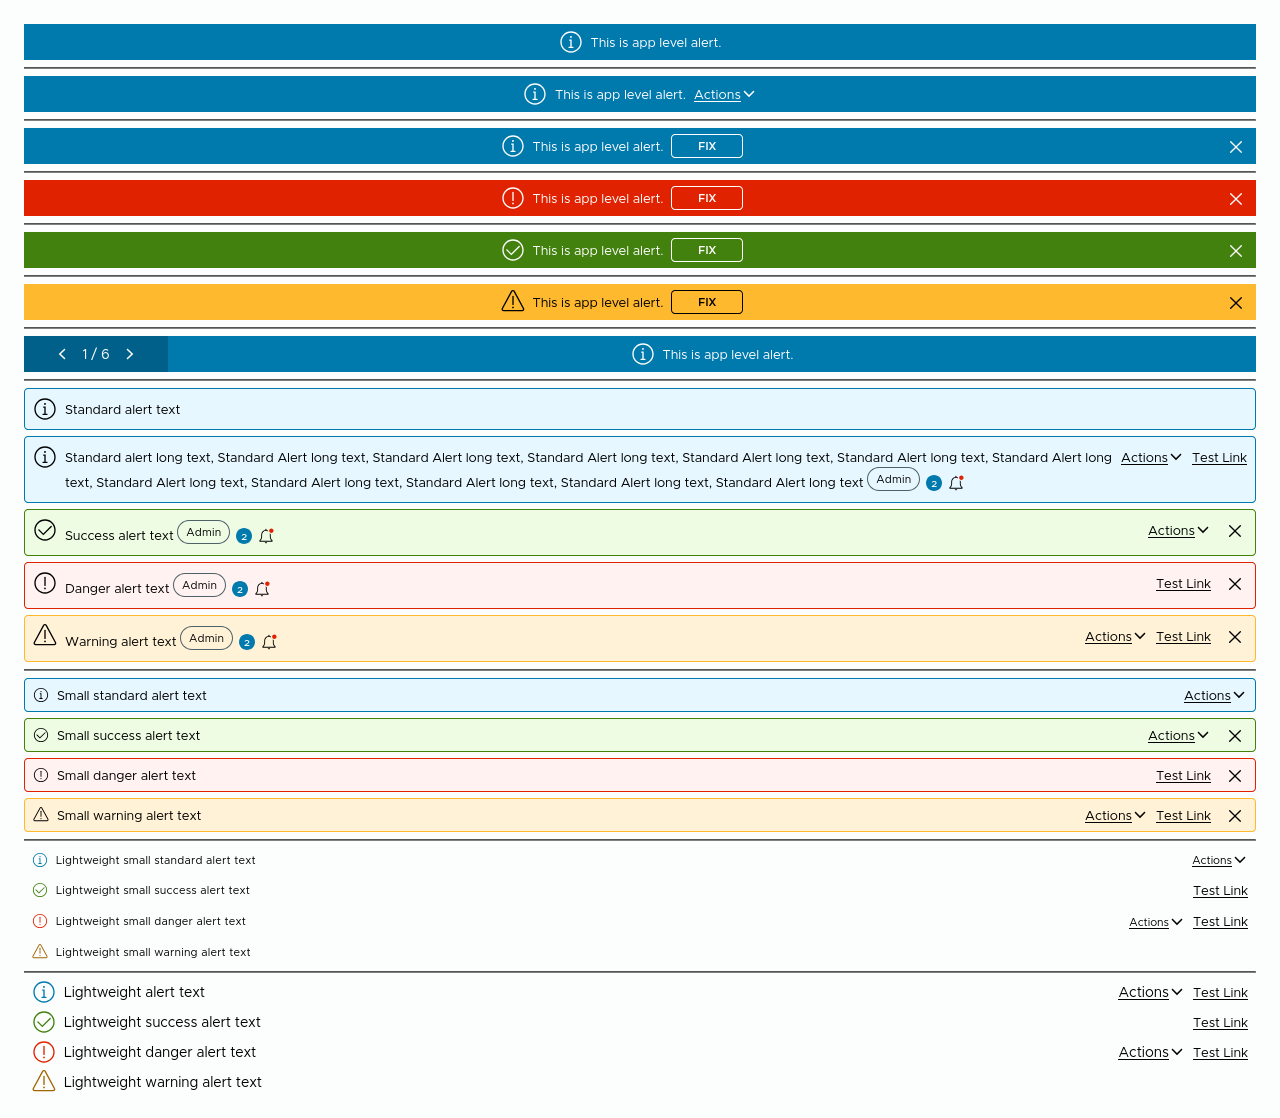 This is app level alert.
This is app level alert. Actions
This is app level alert. FIX
This is app level alert. FIX
This is app level alert. FIX
This is app level alert. FIX
1 / 6 This is app level alert.
Standard alert text
Standard alert long text, Standard Alert long text, Standard Alert long text, Standard Alert long text, Standard Alert long text, Standard Alert long text, Standard Alert long Actions Test Link
text, Standard Alert long text, Standard Alert long text, Standard Alert long text, Standard Alert long text, Standard Alert long text Admin 2
Success alert text Admin 2 Actions
Danger alert text Admin 2 Test Link
Warning alert text Admin 2 Actions Test Link
Small standard alert text Actions
Small success alert text Actions
Small danger alert text Test Link
Small warning alert text Actions Test Link
Lightweight small standard alert text Actions
Lightweight small success alert text Test Link
Lightweight small danger alert text Actions Test Link
Lightweight small warning alert text
Lightweight alert text Actions Test Link
Lightweight success alert text Test Link
Lightweight danger alert text Actions Test Link
Lightweight warning alert text